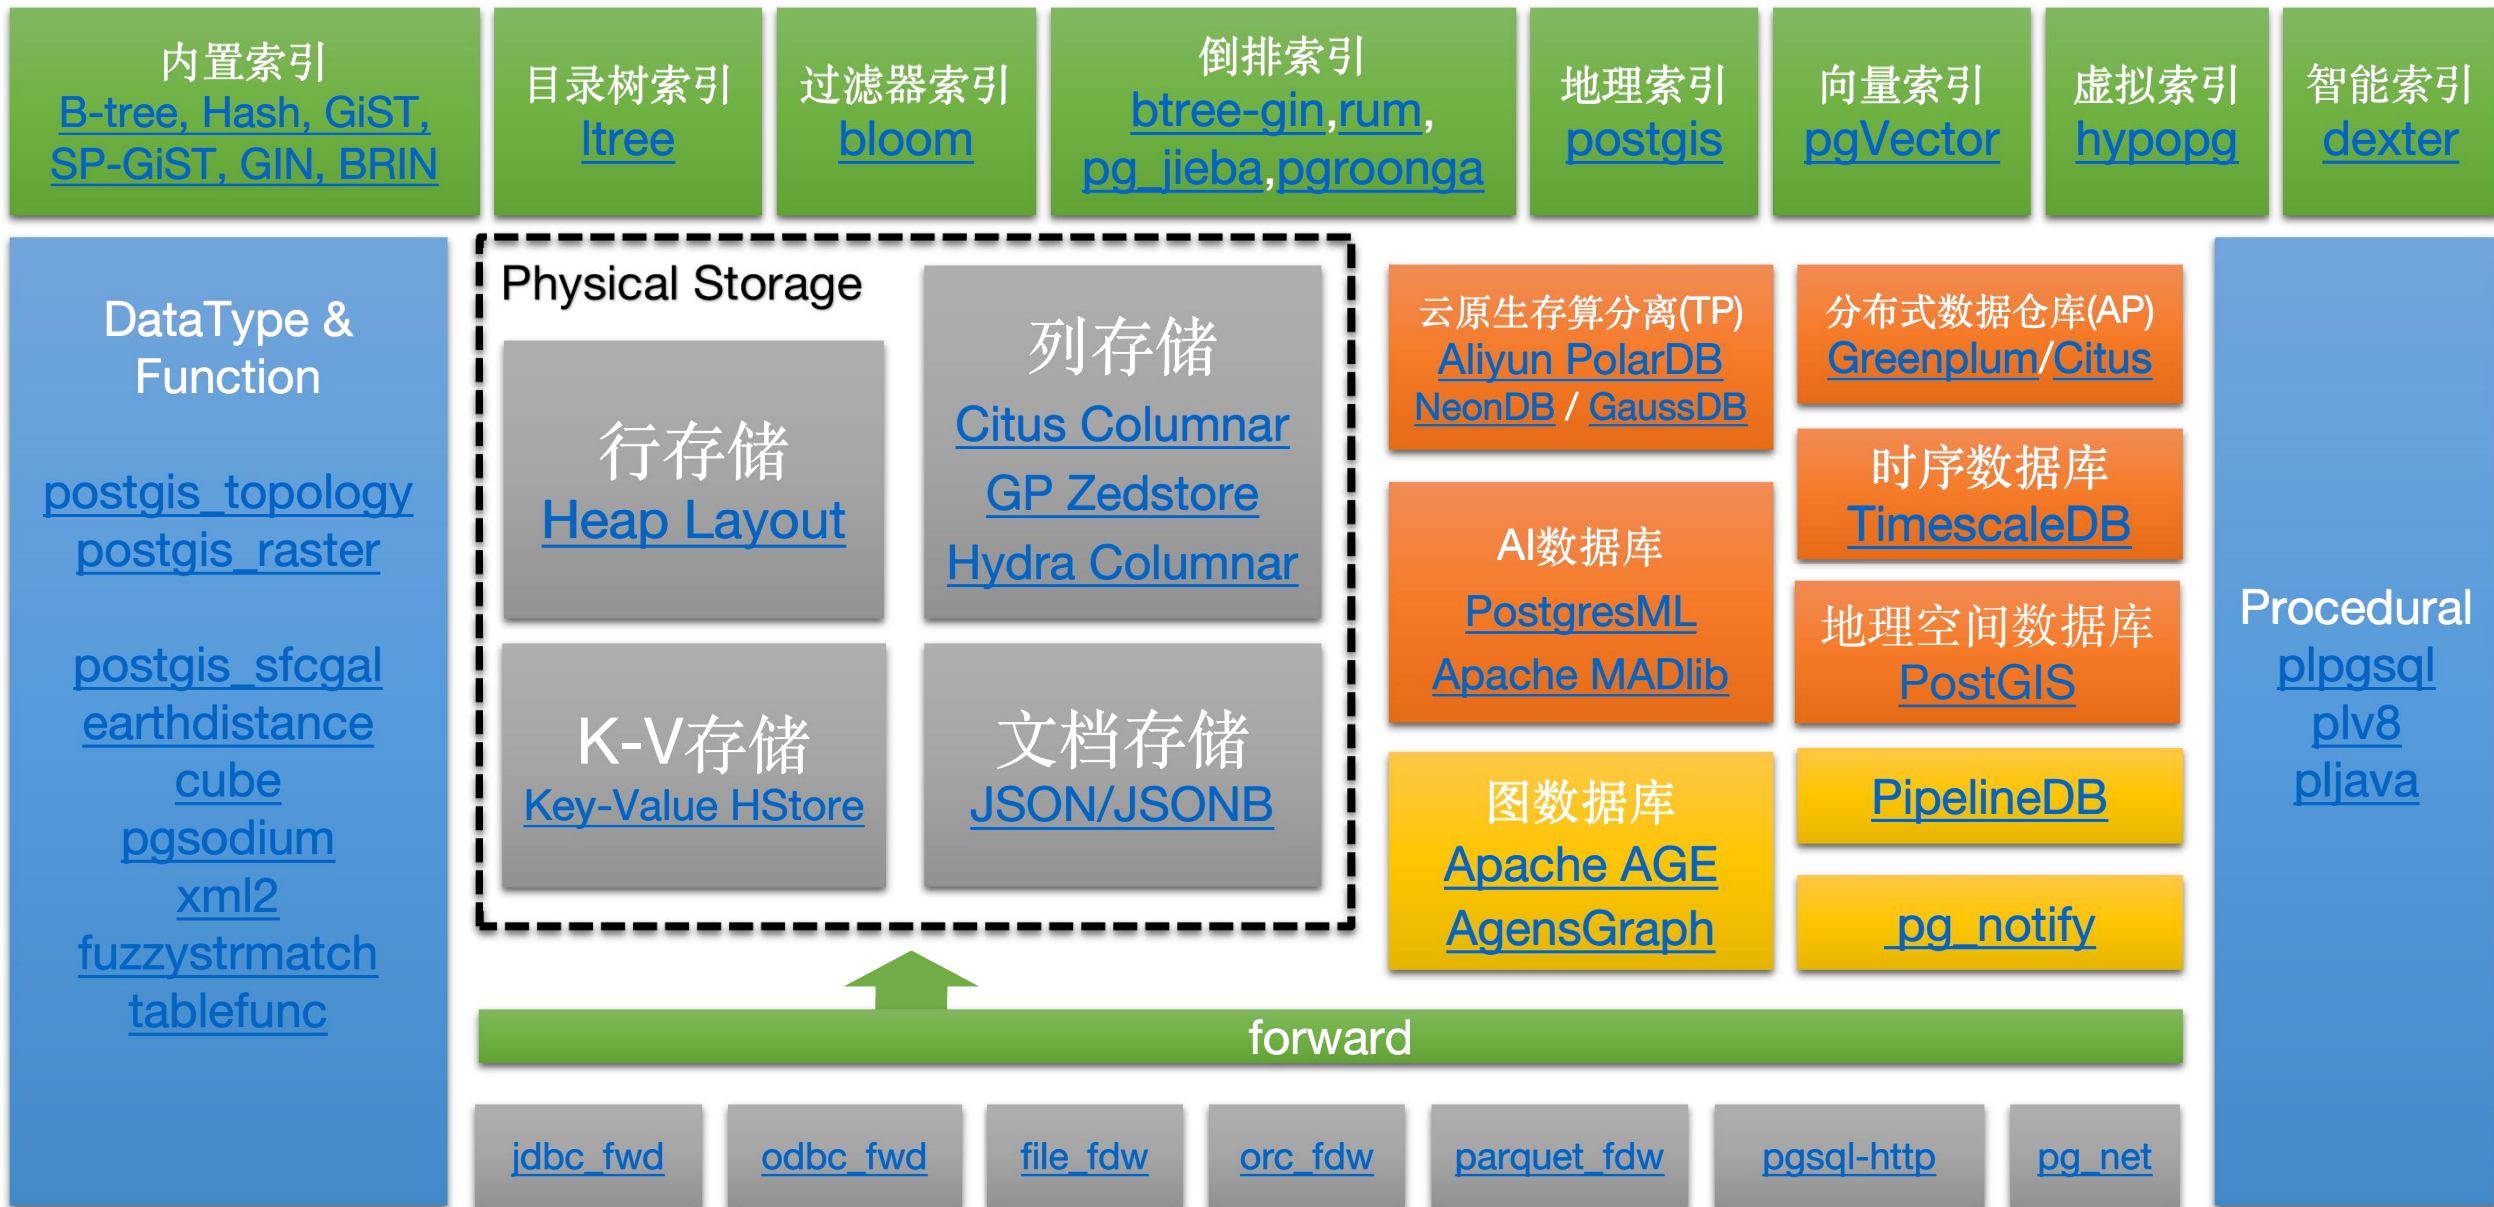 内置索引
B-tree, Hash, GiST,
SP-GiST, GIN, BRIN
目录树索引
ltree
过滤器索引
bloom
倒排索引
btree-gin,rum,
pg_jieba,pgroonga
地理索引
postgis
向量索引
pgVector
虚拟索引
hypopg
智能索引
dexter
DataType &
Function
postgis_topology
postgis_raster
postgis_sfcgal
earthdistance
cube
pgsodium
xml2
fuzzystrmatch
tablefunc
Physical Storage
行存储
Heap Layout
列存储
Citus Columnar
GP Zedstore
Hydra Columnar
K-V存储
Key-Value HStore
文档存储
JSON/JSONB
云原生存算分离(TP)
Aliyun PolarDB
NeonDB / GaussDB
分布式数据仓库(AP)
Greenplum/Citus
时序数据库
TimescaleDB
AI数据库
PostgresML
Apache MADlib
地理空间数据库
PostGIS
图数据库
Apache AGE
AgensGraph
PipelineDB
pg_notify
Procedural
plpgsql
plv8
pljava
forward
jdbc_fwd
odbc_fwd
file_fdw
orc_fdw
parquet_fdw
pgsql-http
pg_net